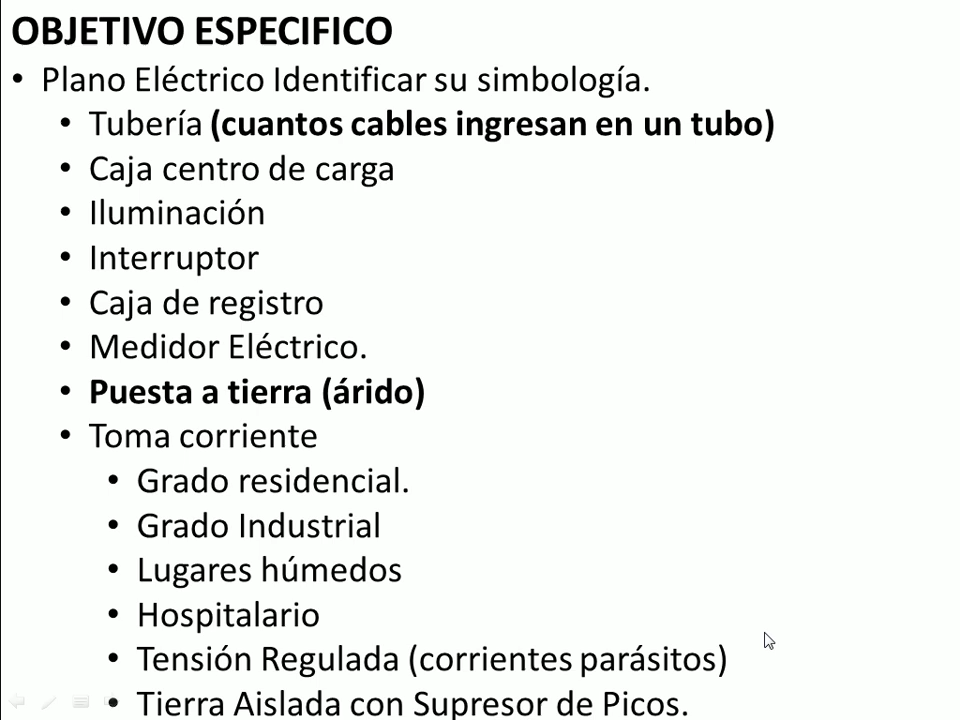 OBJETIVO ESPECIFICO
• Plano Eléctrico Identificar su simbología.
• Tubería (cuantos cables ingresan en un tubo)
• Caja centro de carga
• Iluminación
• Interruptor
• Caja de registro
• Medidor Eléctrico.
• Puesta a tierra (árido)
• Toma corriente
• Grado residencial.
• Grado Industrial
• Lugares húmedos
• Hospitalario
• Tensión Regulada (corrientes parásitos)
• Tierra Aislada con Supresor de Picos.